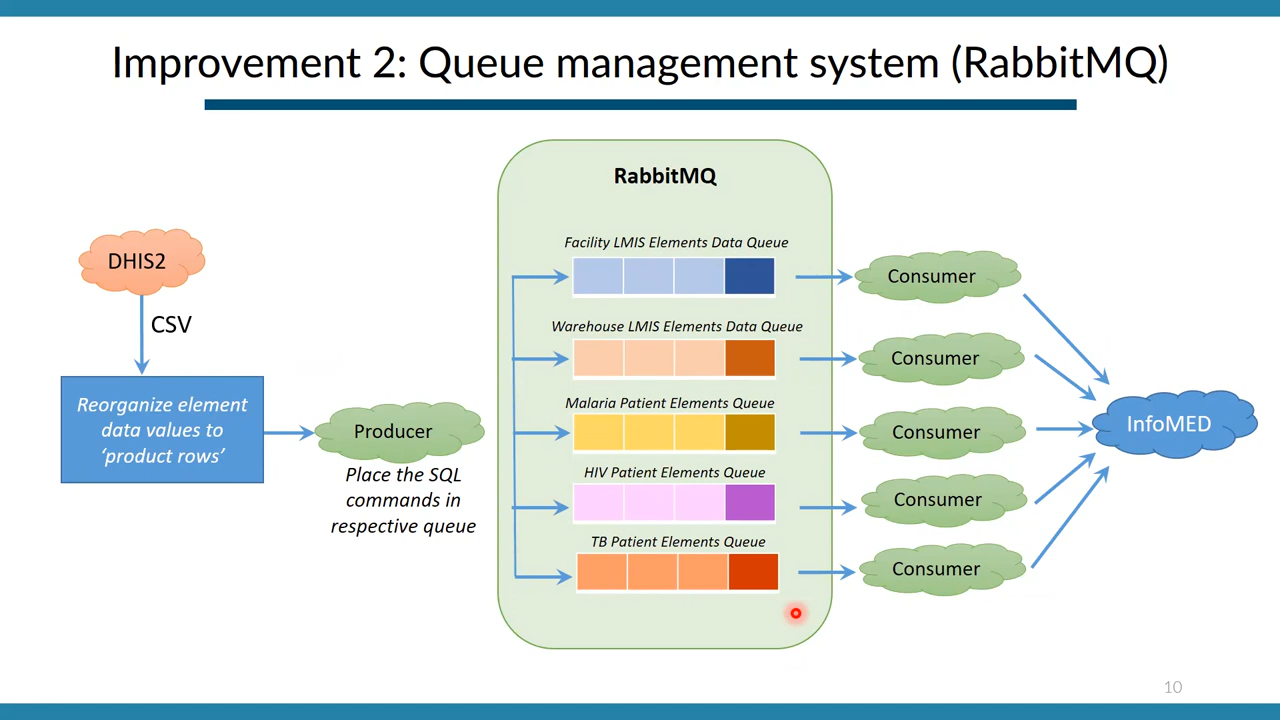 Improvement 2: Queue management system (RabbitMQ)
DHIS2
CSV
Reorganize element
data values to
‘product rows’
Producer
Place the SQL
commands in
respective queue
RabbitMQ
Facility LMIS Elements Data Queue
Warehouse LMIS Elements Data Queue
Malaria Patient Elements Queue
HIV Patient Elements Queue
TB Patient Elements Queue
Consumer
Consumer
Consumer
Consumer
Consumer
InfoMED
10